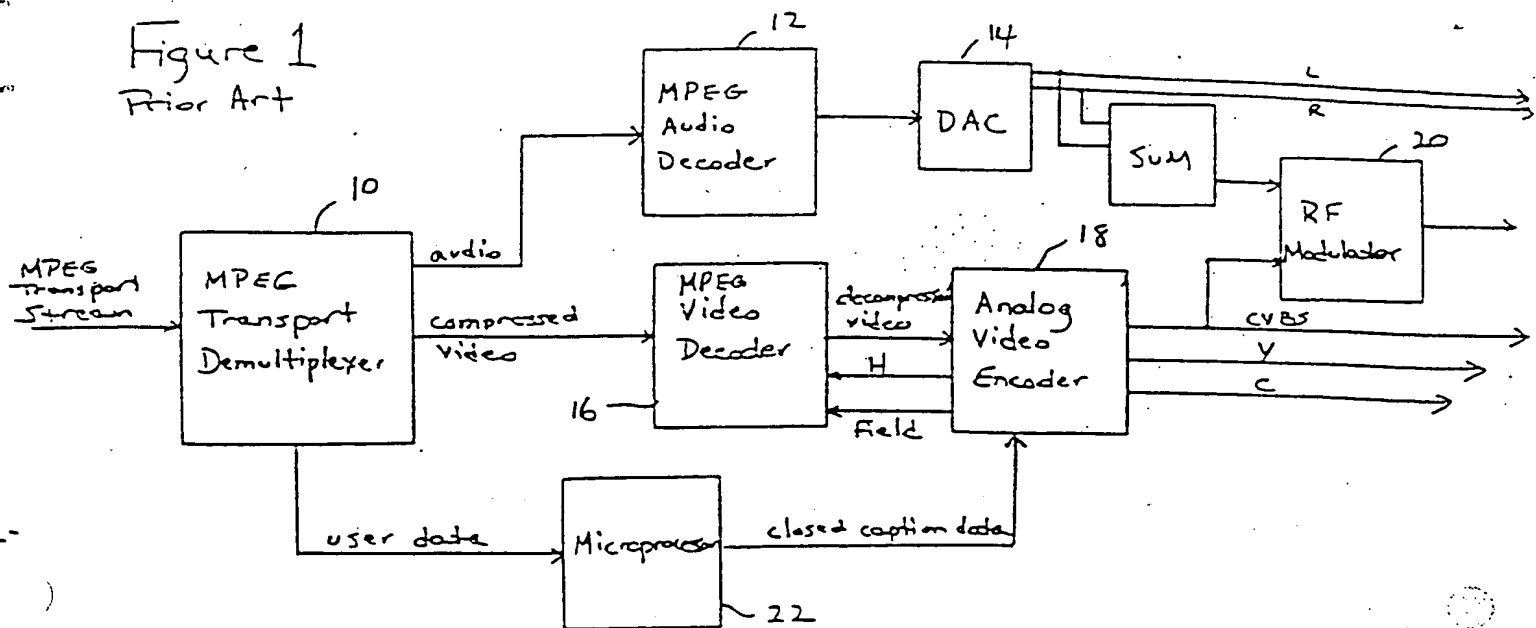 Figure 1
Prior Art
12
MPEG
Audio
Decoder
14
DAC
L
R
SUM
20
RF
Modulator
10
MPEG
Transport
Stream
MPEG
Transport
Demultiplexer
audio
compressed
video
MPEG
Video
Decoder
16
decompressed
video
H
Field
18
Analog
Video
Encoder
CVBS
Y
C
user data
Microprocessor
22
closed caption data